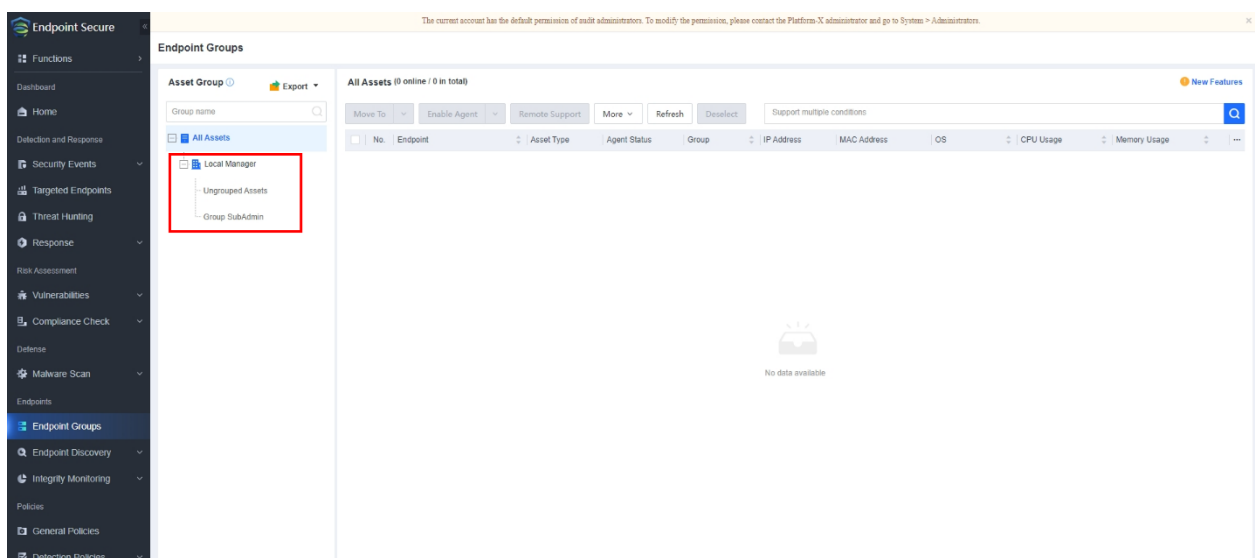 Endpoint Secure
The current account has the default permission of audit administrators. To modify the permission, please contact the Platform-X administrator and go to System > Administrators.
Functions
Dashboard
Home
Detection and Response
Security Events
Targeted Endpoints
Threat Hunting
Response
Risk Assessment
Vulnerabilities
Compliance Check
Defense
Malware Scan
Endpoints
Endpoint Groups
Endpoint Discovery
Integrity Monitoring
Policies
General Policies
Detection Policies
Endpoint Groups
Asset Group
Export
Group name
All Assets
Local Manager
Ungrouped Assets
Group SubAdmin
All Assets (0 online / 0 in total)
New Features
Move To Enable Agent Remote Support More Refresh Deselect Support multiple conditions
No. Endpoint Asset Type Agent Status Group IP Address MAC Address OS CPU Usage Memory Usage
No data available